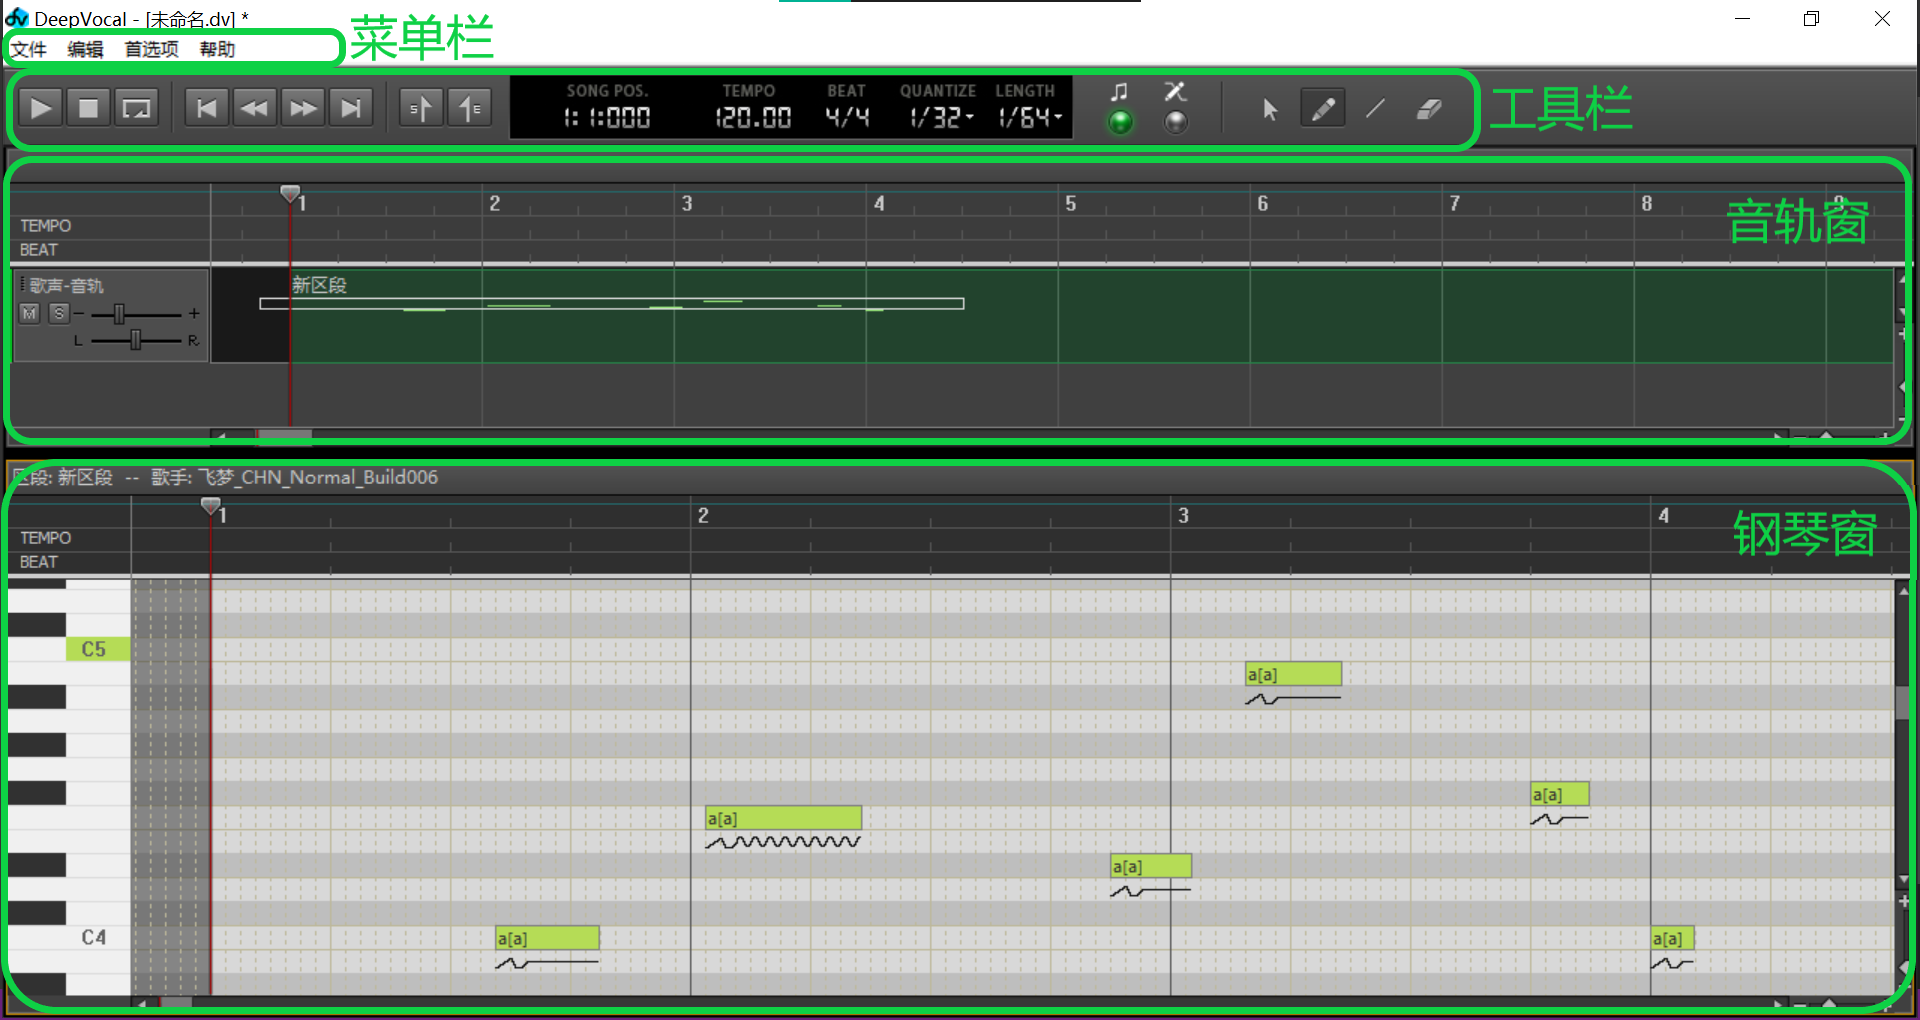 DeepVocal - [未命名.dv] *
文件 编辑 首选项 帮助
菜单栏
SONG POS. TEMPO BEAT QUANTIZE LENGTH
1: 1:000 120.00 4/4 1/32 1/64
S E
工具栏
1 2 3 4 5 6 7 8 9
音轨窗
TEMPO
BEAT
歌声-音轨
新区段
M S - +
L R
区段: 新区段 -- 歌手: 飞梦_CHN_Normal_Build006
1 2 3 4
钢琴窗
TEMPO
BEAT
C5
a[a]
a[a]
a[a]
a[a]
C4
a[a]
a[a]